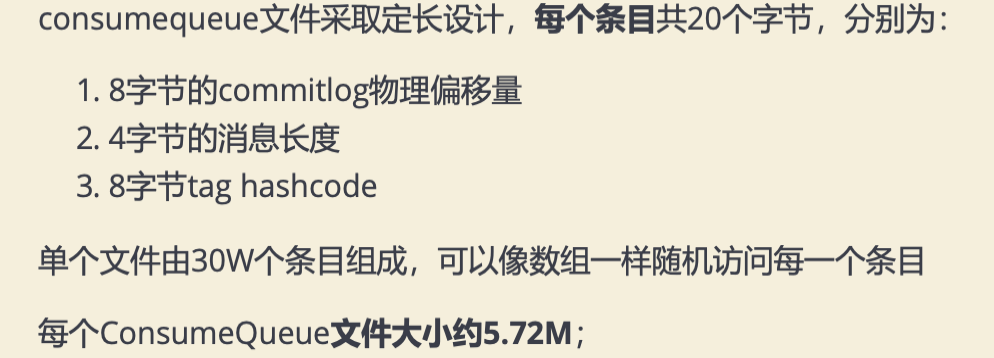 consumequeue文件采取定长设计，每个条目共20个字节，分别为：
1. 8字节的commitlog物理偏移量
2. 4字节的消息长度
3. 8字节tag hashcode
单个文件由30W个条目组成，可以像数组一样随机访问每一个条目
每个ConsumeQueue文件大小约5.72M；